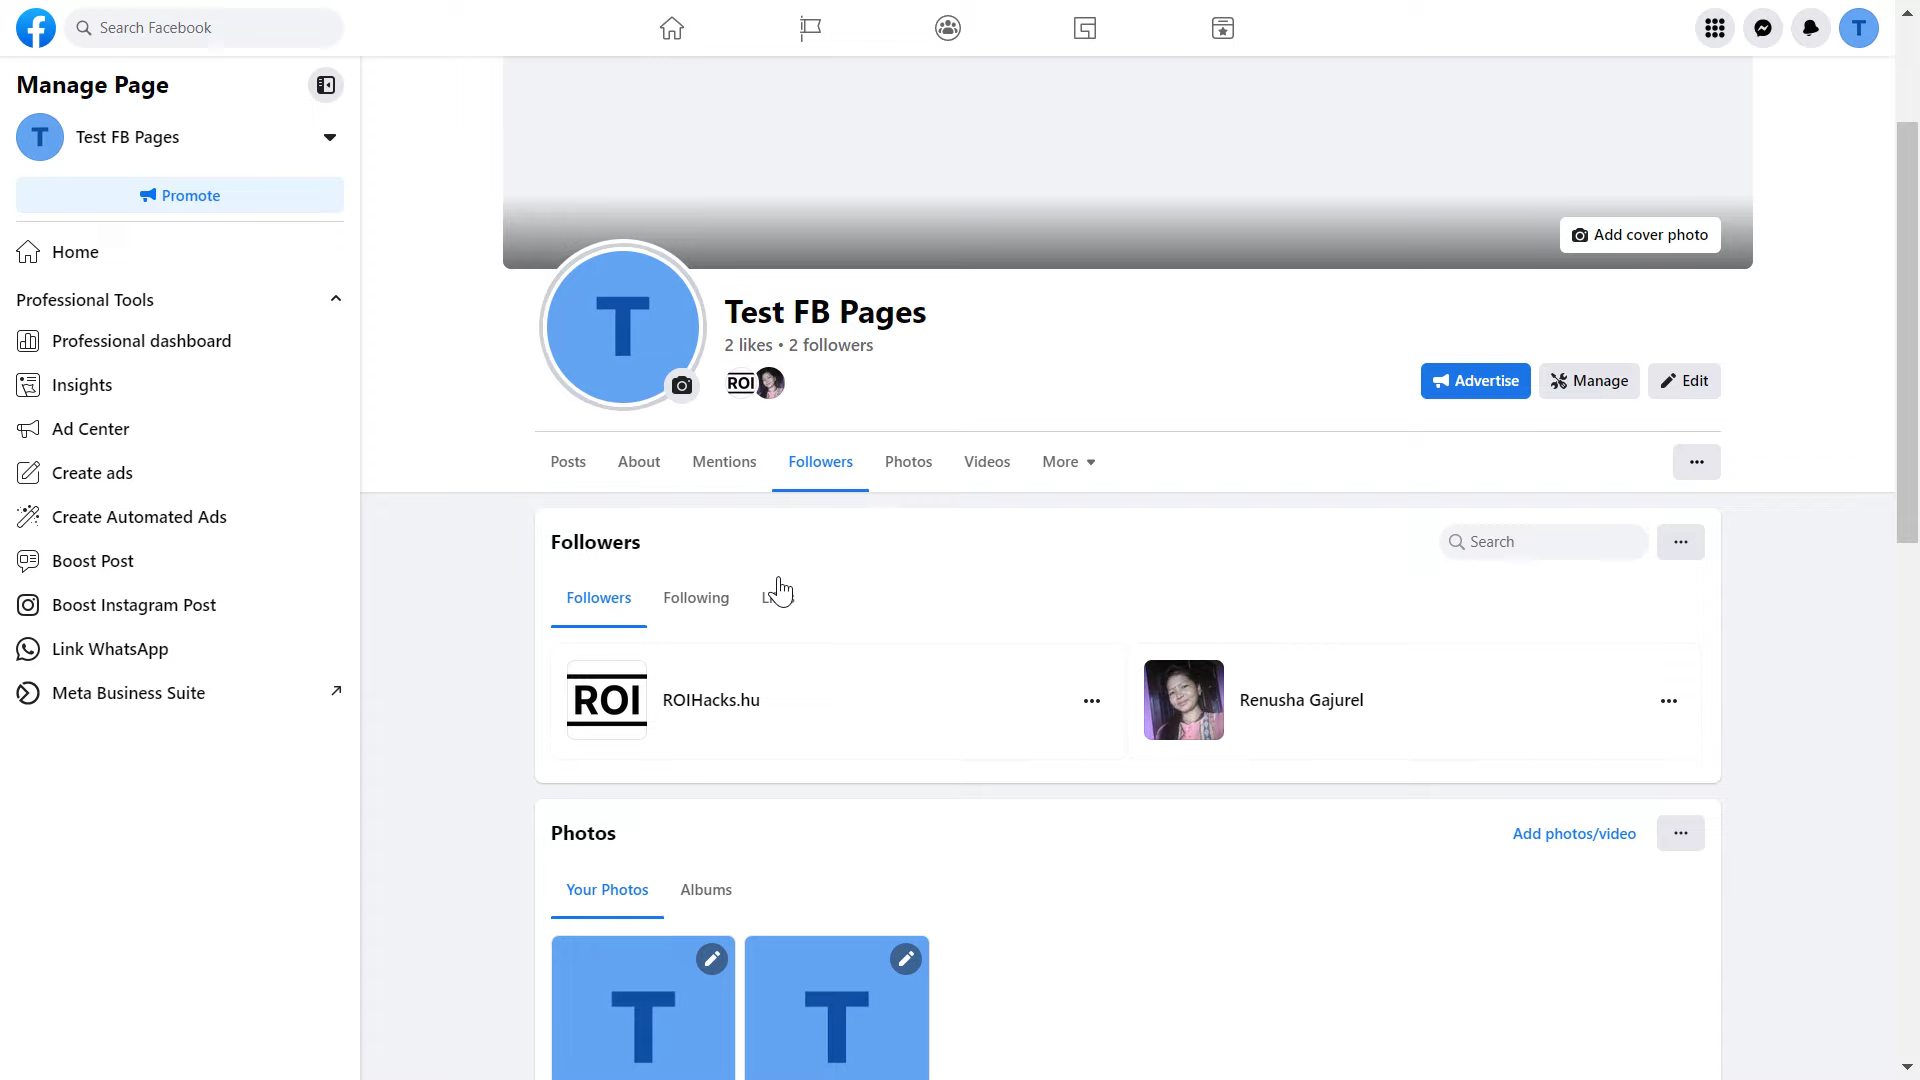 Search Facebook
T
Manage Page
T
Test FB Pages
Promote
Home
Professional Tools
Professional dashboard
Insights
Ad Center
Create ads
Create Automated Ads
Boost Post
Boost Instagram Post
Link WhatsApp
Meta Business Suite
Add cover photo
T
Test FB Pages
2 likes • 2 followers
ROI
Advertise
Manage
Edit
Posts
About
Mentions
Followers
Photos
Videos
More
Followers
Search
Followers
Following
ROI
ROIHacks.hu
Renusha Gajurel
Photos
Add photos/video
Your Photos
Albums
T
T